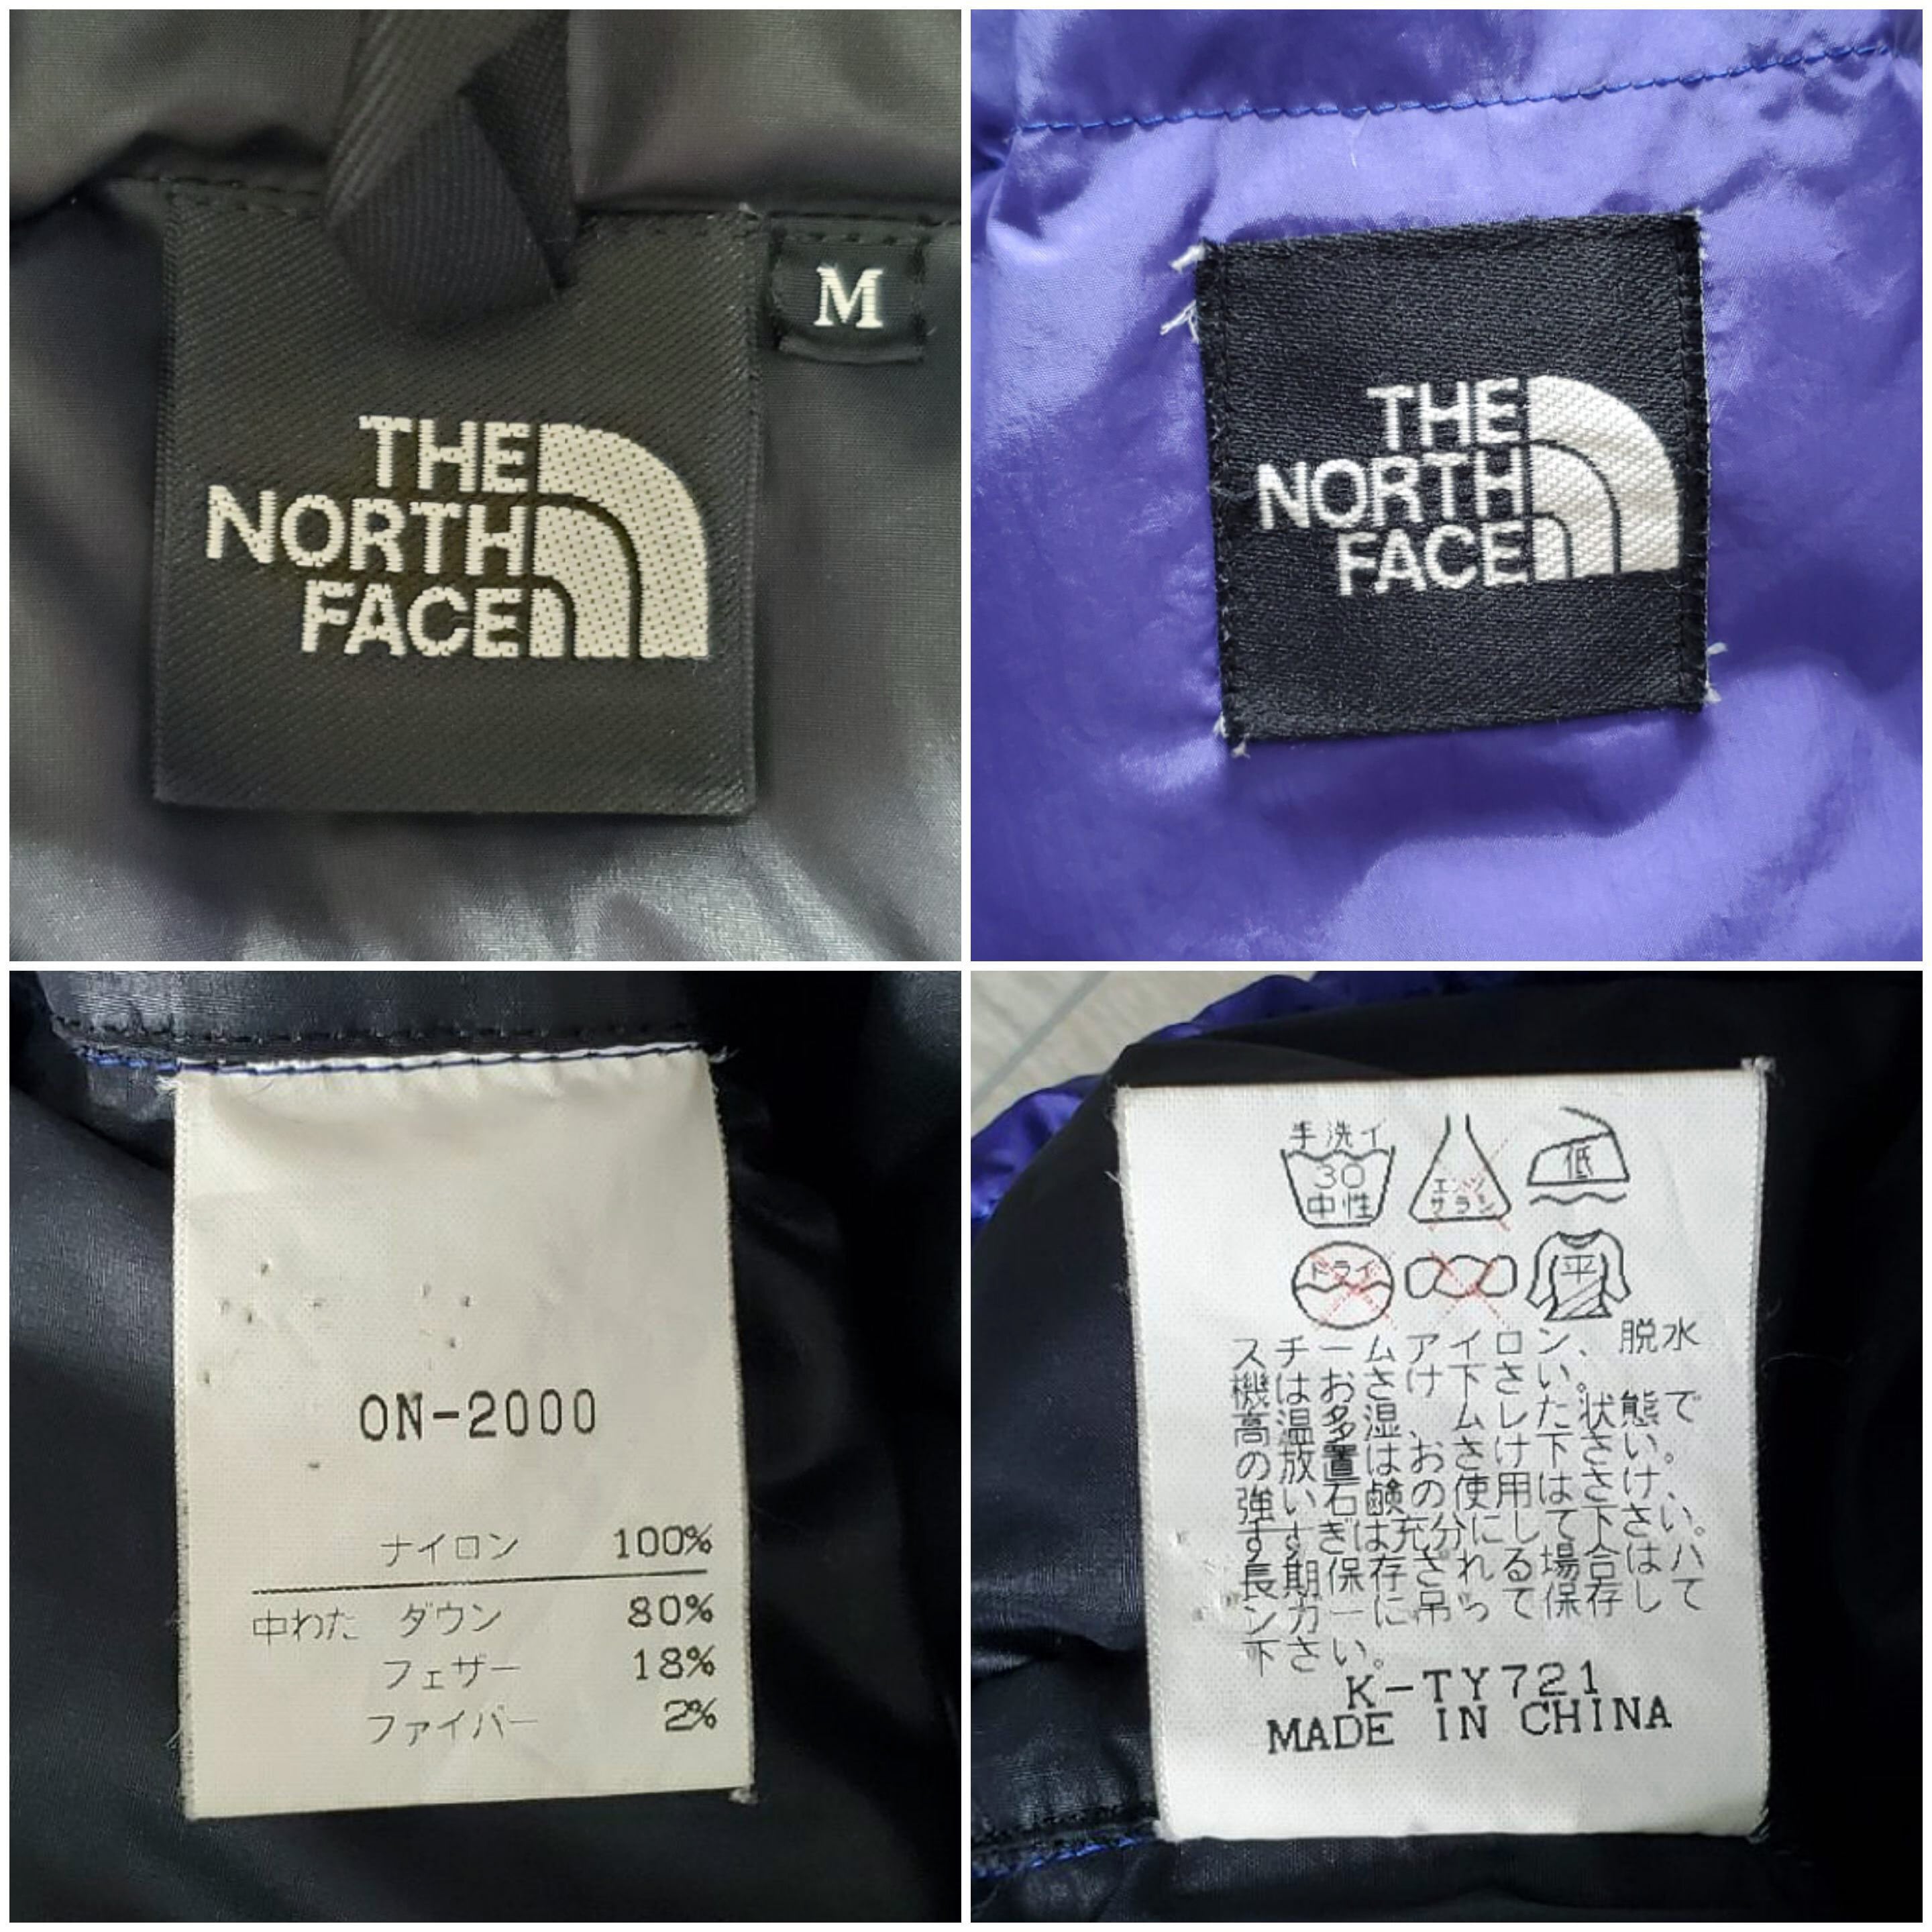 THE
NORTH
FACE
M
THE
NORTH
FACE
ON-2000
ナイロン 100%
中わた ダウン 80%
フェザー 18%
ファイバー 2%
手洗イ
30
中性
エンソ
サラシ
低
ドライ
平
スチームアイロン、脱水
機はおさけ下さい。
高温多湿、ムレた状態で
の放置はおさけ下さい。
強い石鹸の使用はさけ、
すすぎは充分にして下さい。
長期保存される場合はハ
ンガーに吊って保存して
下さい。
K-TY721
MADE IN CHINA